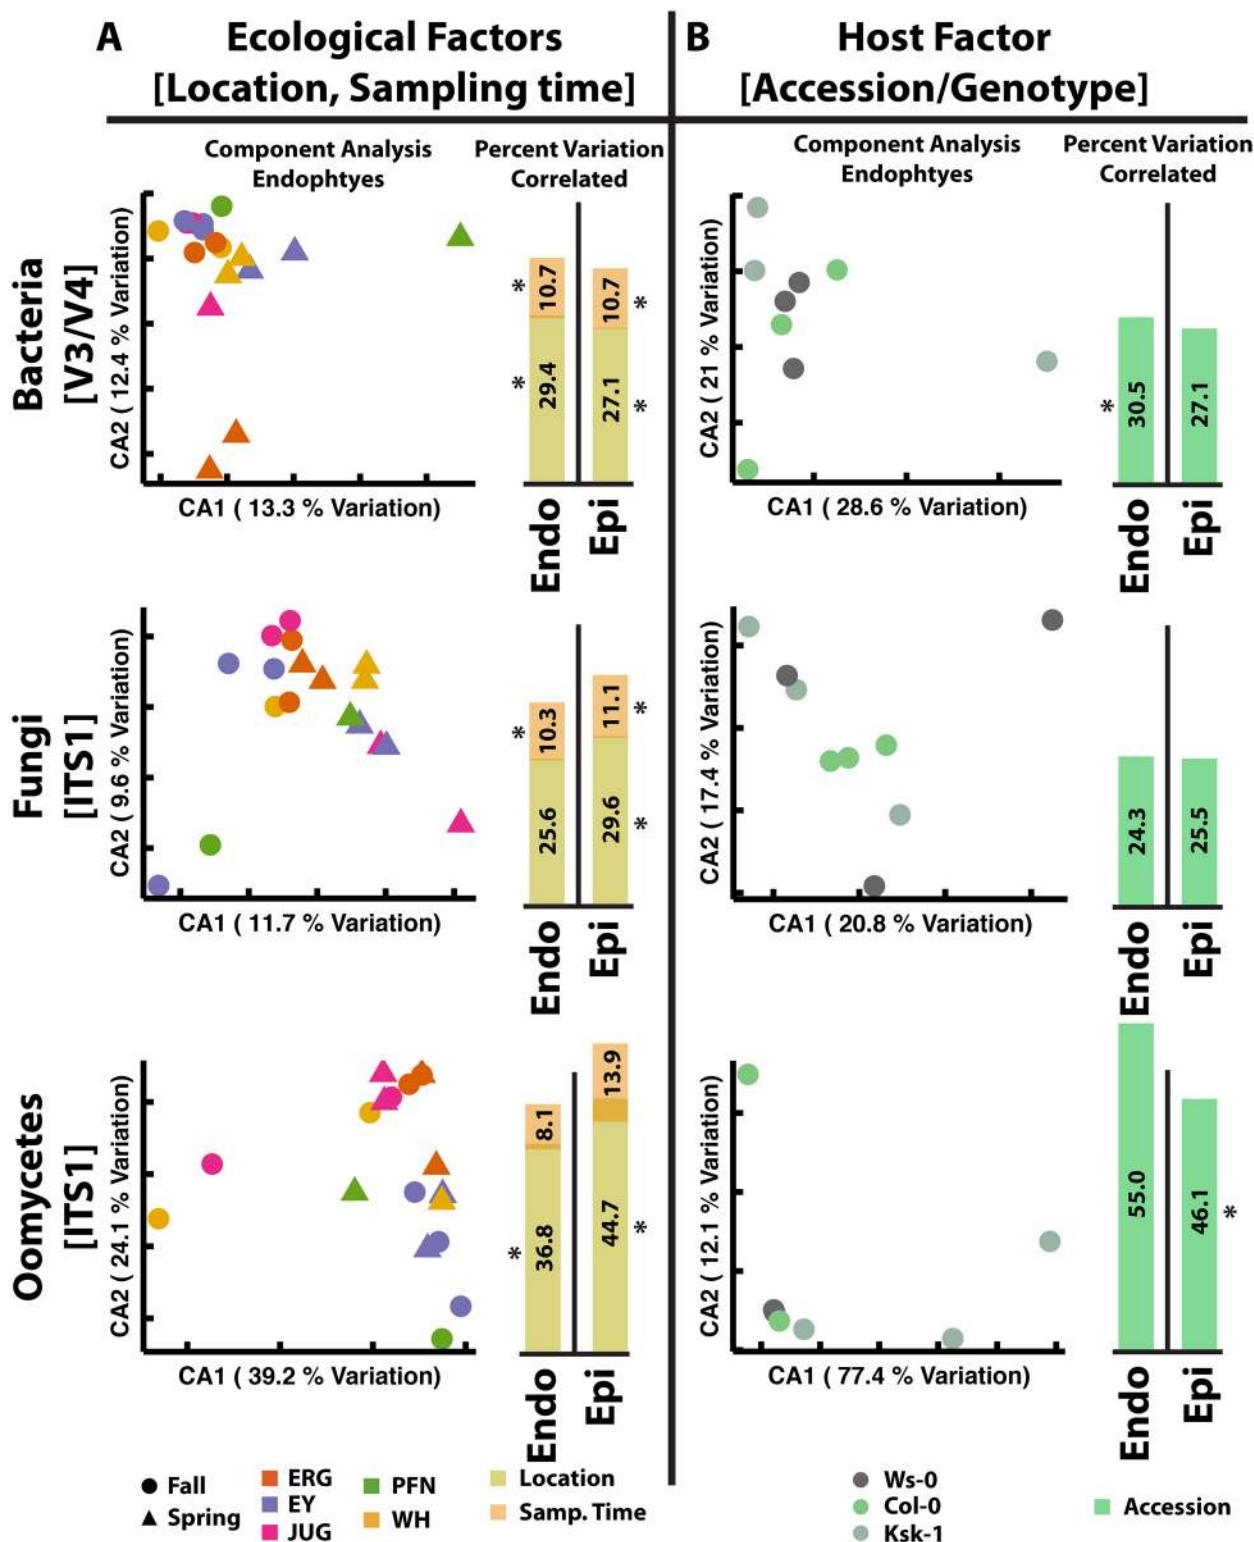 A Ecological Factors
[Location, Sampling time]
B Host Factor
[Accession/Genotype]
Component Analysis
Endophtyes
Percent Variation
Correlated
Component Analysis
Endophtyes
Percent Variation
Correlated
Bacteria
[V3/V4]
CA2 ( 12.4 % Variation)
CA1 ( 13.3 % Variation)
* 10.7 10.7 *
* 29.4 27.1 *
Endo Epi
CA2 ( 21 % Variation)
CA1 ( 28.6 % Variation)
* 30.5 27.1
Endo Epi
Fungi
[ITS1]
CA2 ( 9.6 % Variation)
CA1 ( 11.7 % Variation)
* 10.3 11.1 *
25.6 29.6 *
Endo Epi
CA2 ( 17.4 % Variation)
CA1 ( 20.8 % Variation)
24.3 25.5
Endo Epi
Oomycetes
[ITS1]
CA2 ( 24.1 % Variation)
CA1 ( 39.2 % Variation)
8.1 13.9
* 36.8 44.7 *
Endo Epi
CA2 ( 12.1 % Variation)
CA1 ( 77.4 % Variation)
55.0 46.1 *
Endo Epi
Fall
Spring
ERG
EY
JUG
PFN
WH
Location
Samp. Time
Ws-0
Col-0
Ksk-1
Accession